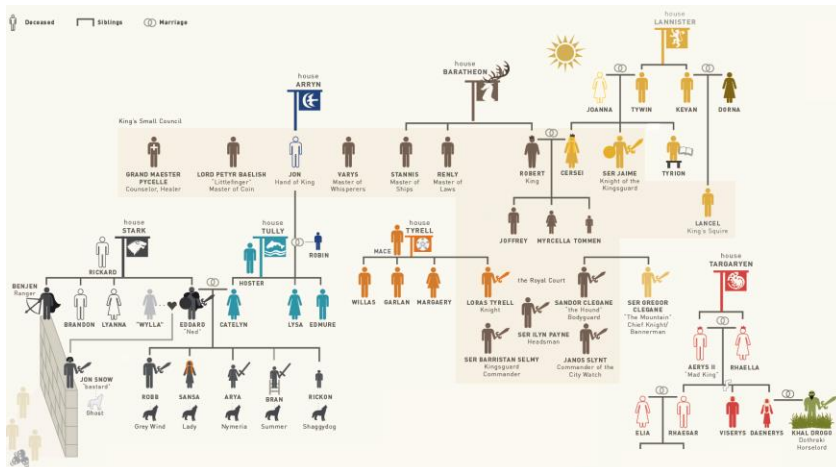 Deceased
Siblings
Marriage
house
LANNISTER
house
BARATHEON
house
ARRYN
JOANNA
TYWIN
KEVAN
DORNA
King's Small Council
GRAND MAESTER
PYCELLE
Counselor, Healer
LORD PETYR BAELISH
"Littlefinger"
Master of Coin
JON
Hand of King
VARYS
Master of
Whisperers
STANNIS
Master of
Ships
RENLY
Master of
Laws
ROBERT
King
CERSEI
SER JAIME
Knight of the
Kingsguard
TYRION
LANCEL
King's Squire
JOFFREY
MYRCELLA
TOMMEN
house
STARK
house
TULLY
house
TYRELL
ROBIN
MACE
RICKARD
HOSTER
house
TARGARYEN
BENJEN
Ranger
BRANDON
LYANNA
"WYLLA"
EDDARD
"Ned"
CATELYN
LYSA
EDMURE
WILLAS
GARLAN
MARGAERY
the Royal Court
LORAS TYRELL
Knight
SANDOR CLEGANE
"the Hound"
Bodyguard
SER GREGOR
CLEGANE
"The Mountain"
Chief Knight/
Bannerman
SER ILYN PAYNE
Headsman
SER BARRISTAN SELMY
Kingsguard
Commander
JANOS SLYNT
Commander of
the City Watch
AERYS II
"Mad King"
RHAELLA
JON SNOW
"bastard"
Ghost
ROBB
SANSA
ARYA
BRAN
RICKON
Grey Wind
Lady
Nymeria
Summer
Shaggydog
ELIA
RHAEGAR
VISERYS
DAENERYS
KHAL DROGO
Dothraki
Horselord